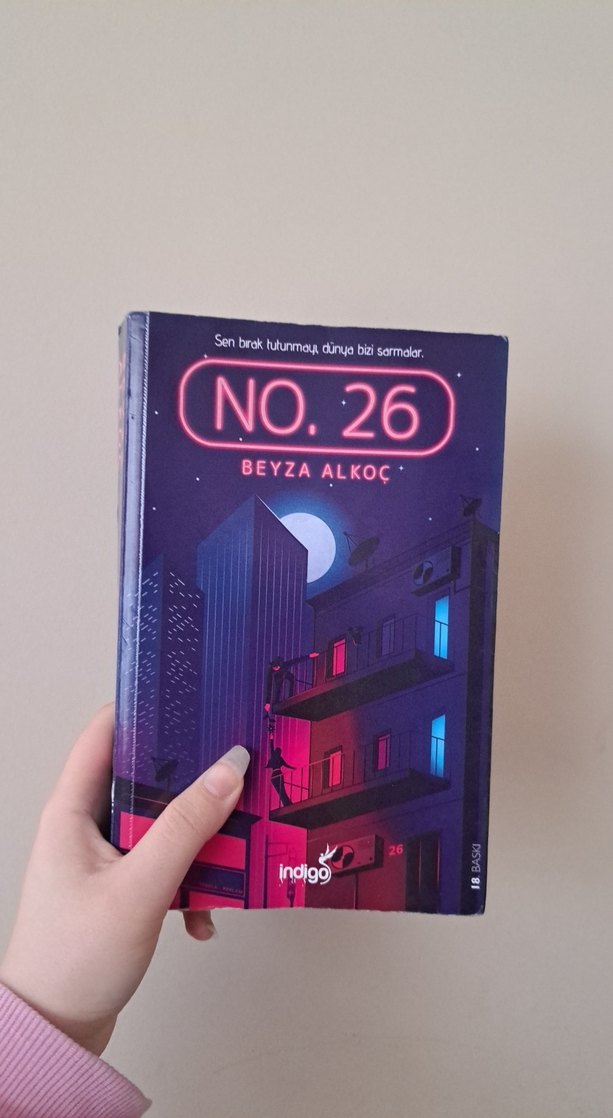 Sen bırak tutunmayı, dünya bizi sarmalar.
NO. 26
BEYZA ALKOÇ
26
indigo
18. BASKI